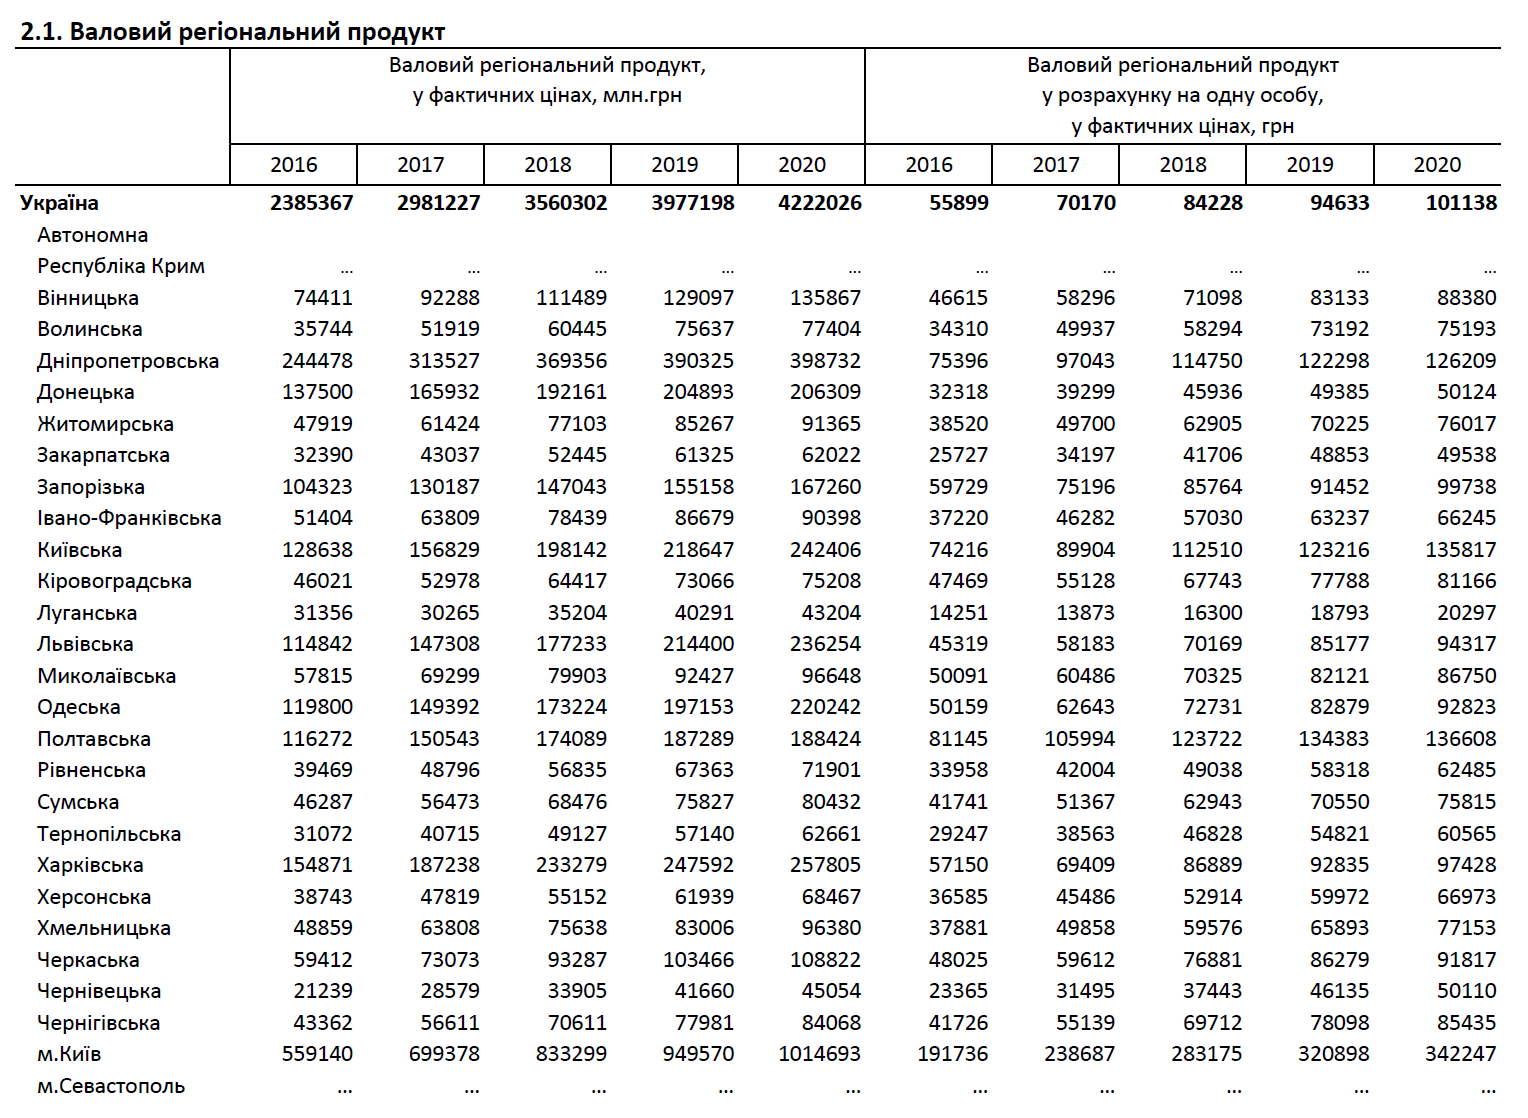 2.1. Валовий регіональний продукт
Валовий регіональний продукт,
у фактичних цінах, млн.грн
Валовий регіональний продукт
у розрахунку на одну особу,
у фактичних цінах, грн
2016 2017 2018 2019 2020 2016 2017 2018 2019 2020
Україна 2385367 2981227 3560302 3977198 4222026 55899 70170 84228 94633 101138
Автономна
Республіка Крим ... ... ... ... ... ... ... ... ... ...
Вінницька 74411 92288 111489 129097 135867 46615 58296 71098 83133 88380
Волинська 35744 51919 60445 75637 77404 34310 49937 58294 73192 75193
Дніпропетровська 244478 313527 369356 390325 398732 75396 97043 114750 122298 126209
Донецька 137500 165932 192161 204893 206309 32318 39299 45936 49385 50124
Житомирська 47919 61424 77103 85267 91365 38520 49700 62905 70225 76017
Закарпатська 32390 43037 52445 61325 62022 25727 34197 41706 48853 49538
Запорізька 104323 130187 147043 155158 167260 59729 75196 85764 91452 99738
Івано-Франківська 51404 63809 78439 86679 90398 37220 46282 57030 63237 66245
Київська 128638 156829 198142 218647 242406 74216 89904 112510 123216 135817
Кіровоградська 46021 52978 64417 73066 75208 47469 55128 67743 77788 81166
Луганська 31356 30265 35204 40291 43204 14251 13873 16300 18793 20297
Львівська 114842 147308 177233 214400 236254 45319 58183 70169 85177 94317
Миколаївська 57815 69299 79903 92427 96648 50091 60486 70325 82121 86750
Одеська 119800 149392 173224 197153 220242 50159 62643 72731 82879 92823
Полтавська 116272 150543 174089 187289 188424 81145 105994 123722 134383 136608
Рівненська 39469 48796 56835 67363 71901 33958 42004 49038 58318 62485
Сумська 46287 56473 68476 75827 80432 41741 51367 62943 70550 75815
Тернопільська 31072 40715 49127 57140 62661 29247 38563 46828 54821 60565
Харківська 154871 187238 233279 247592 257805 57150 69409 86889 92835 97428
Херсонська 38743 47819 55152 61939 68467 36585 45486 52914 59972 66973
Хмельницька 48859 63808 75638 83006 96380 37881 49858 59576 65893 77153
Черкаська 59412 73073 93287 103466 108822 48025 59612 76881 86279 91817
Чернівецька 21239 28579 33905 41660 45054 23365 31495 37443 46135 50110
Чернігівська 43362 56611 70611 77981 84068 41726 55139 69712 78098 85435
м.Київ 559140 699378 833299 949570 1014693 191736 238687 283175 320898 342247
м.Севастополь ... ... ... ... ... ... ... ... ... ...